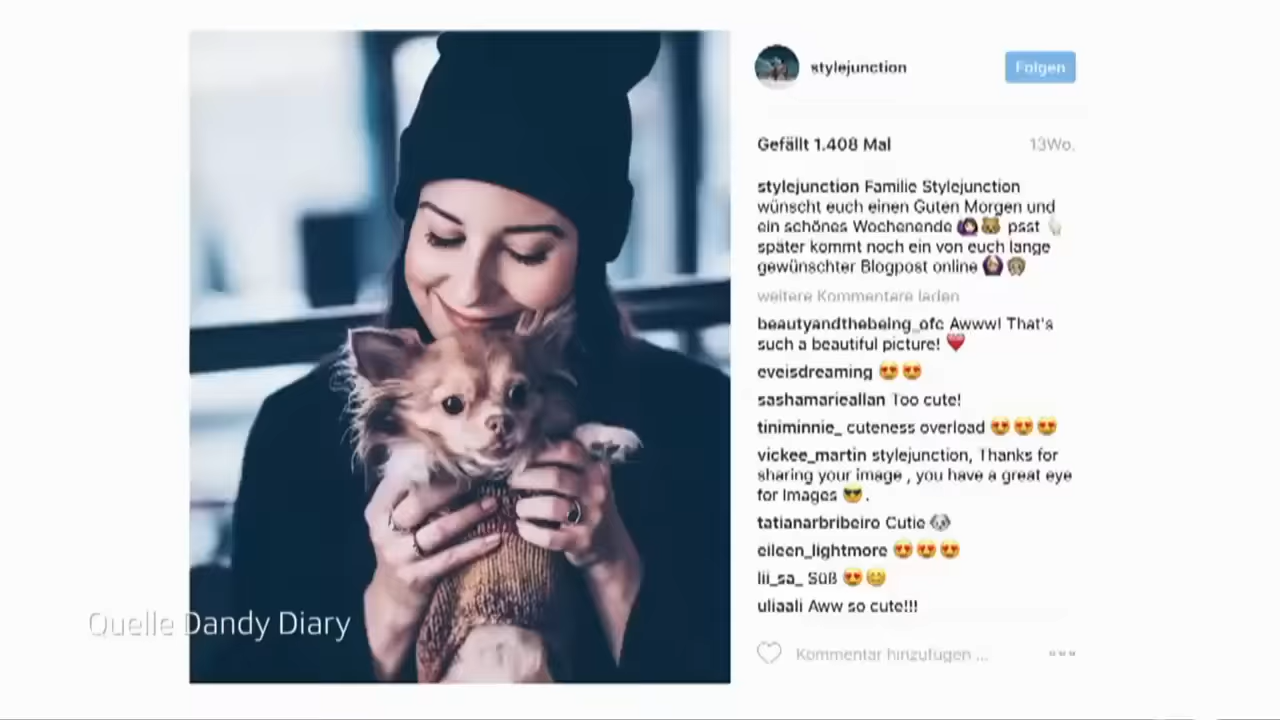 stylejunction
Folgen
Gefällt 1.408 Mal
13Wo.
stylejunction Familie Stylejunction
wünscht euch einen Guten Morgen und
ein schönes Wochenende 🙆🏻🐻 psst 👆🏻
später kommt noch ein von euch lange
gewünschter Blogpost online
weitere Kommentare laden
beautyandthebeing_ofc Awww! That's
such a beautiful picture! ❤️
eveisdreaming 😍😍
sashamarieallan Too cute!
tiniminnie_ cuteness overload 😍😍😍
vickee_martin stylejunction, Thanks for
sharing your image , you have a great eye
for images 😎.
tatianarbribeiro Cutie 🐶
eileen_lightmore 😍😍😍
lii_sa_ Süß 😍😊
uliaali Aww so cute!!!
Kommentar hinzufügen ...
Quelle Dandy Diary